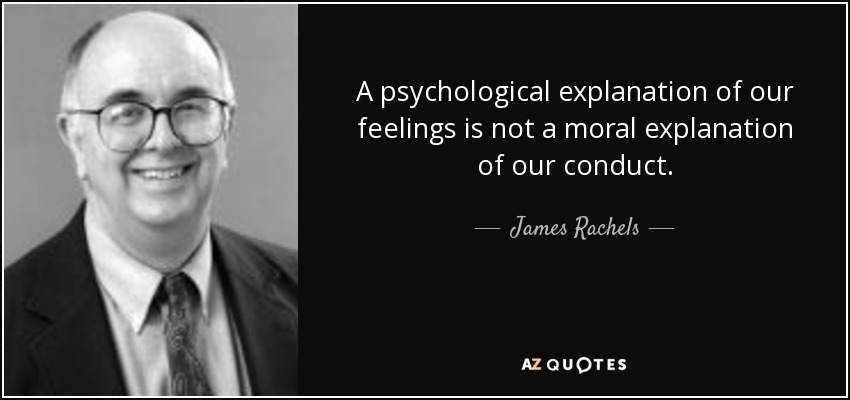 A psychological explanation of our
feelings is not a moral explanation
of our conduct.
— James Rachels —
AZ QUOTES